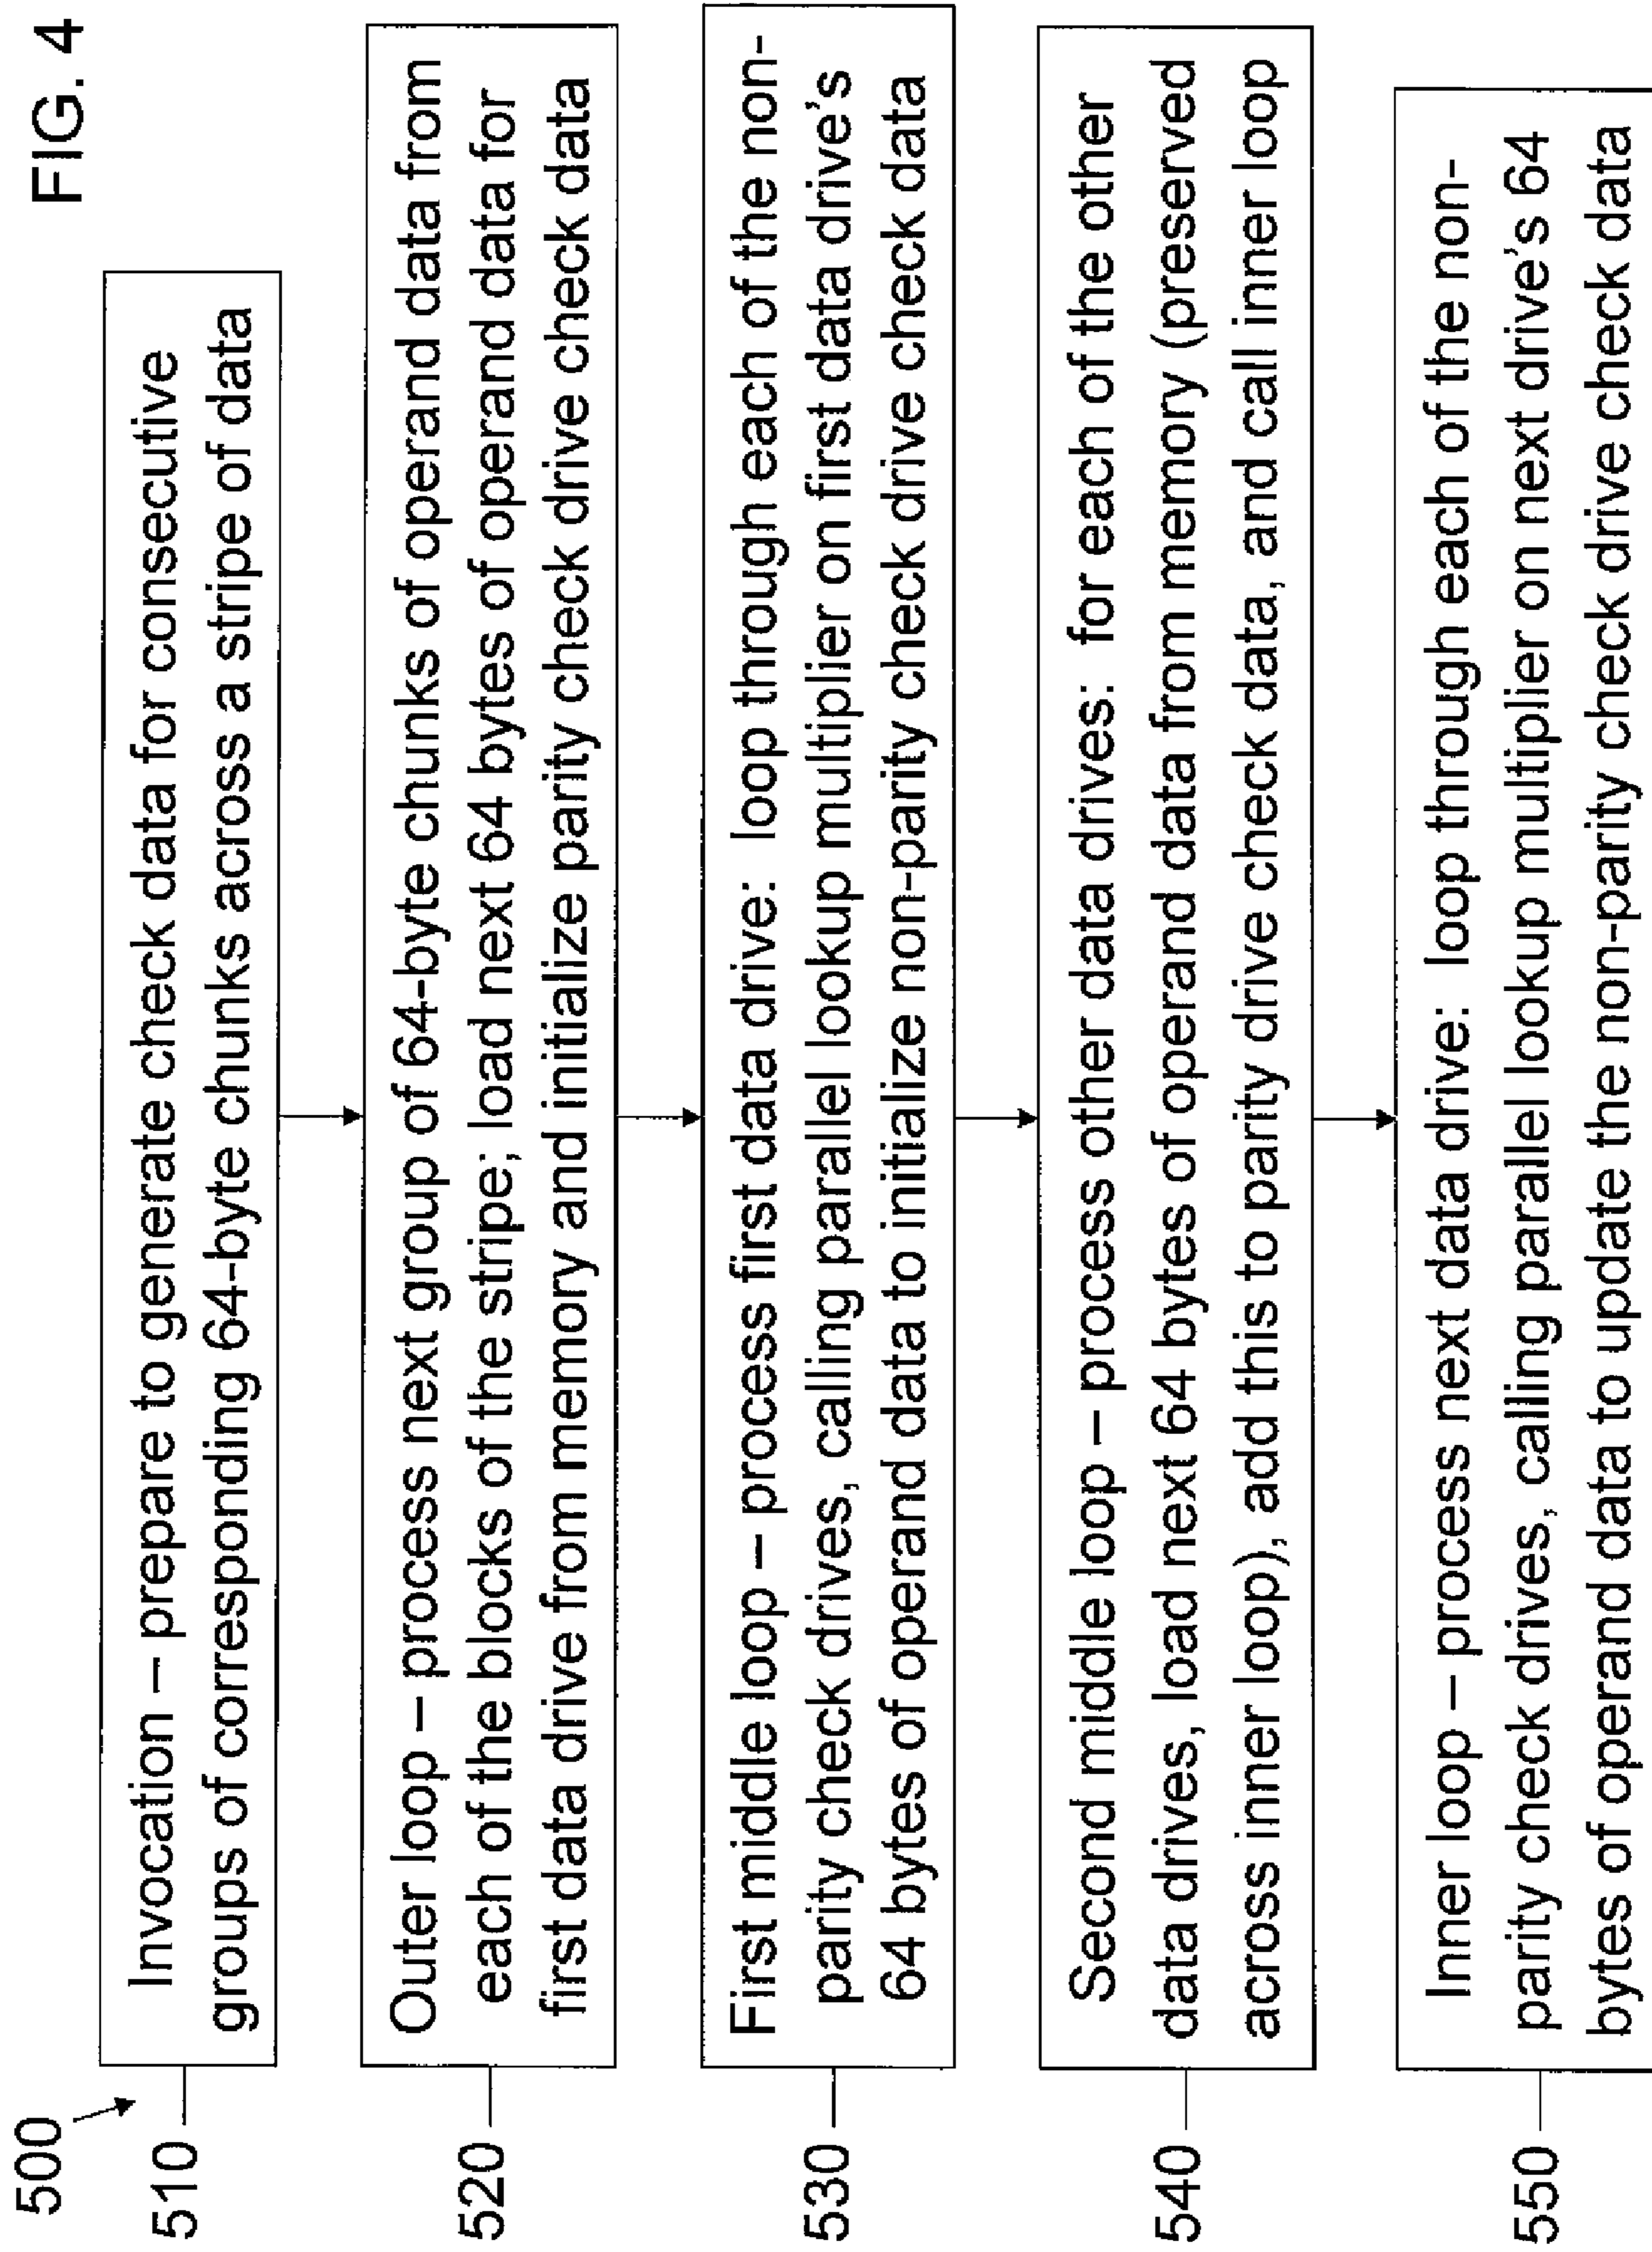 FIG. 4
500
510
Invocation – prepare to generate check data for consecutive
groups of corresponding 64-byte chunks across a stripe of data
520
Outer loop – process next group of 64-byte chunks of operand data from
each of the blocks of the stripe; load next 64 bytes of operand data for
first data drive from memory and initialize parity check drive check data
530
First middle loop – process first data drive: loop through each of the non-
parity check drives, calling parallel lookup multiplier on first data drive's
64 bytes of operand data to initialize non-parity check drive check data
540
Second middle loop – process other data drives: for each of the other
data drives, load next 64 bytes of operand data from memory (preserved
across inner loop), add this to parity drive check data, and call inner loop
550
Inner loop – process next data drive: loop through each of the non-
parity check drives, calling parallel lookup multiplier on next drive's 64
bytes of operand data to update the non-parity check drive check data